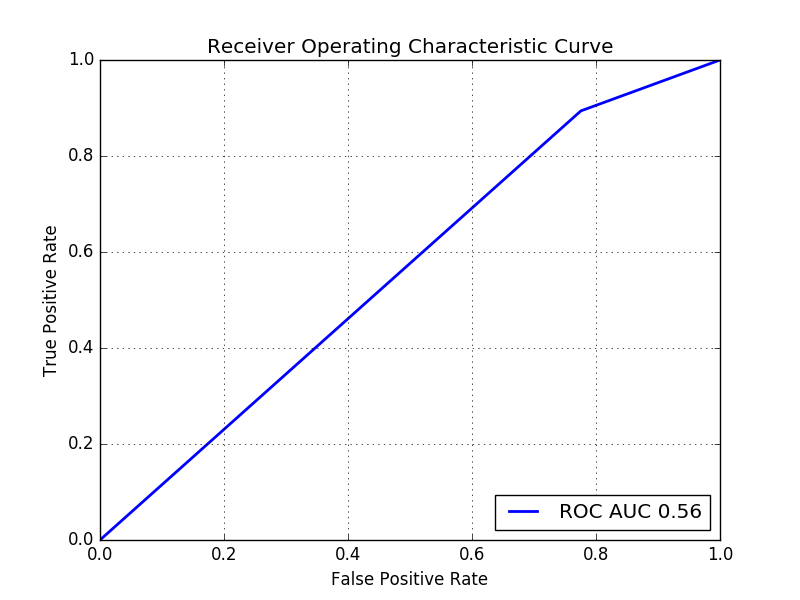 Receiver Operating Characteristic Curve
1.0
0.8
0.6
0.4
0.2
0.0
True Positive Rate
ROC AUC 0.56
0.0 0.2 0.4 0.6 0.8 1.0
False Positive Rate